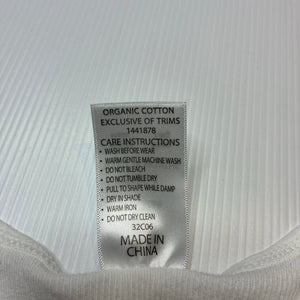 ORGANIC COTTON
EXCLUSIVE OF TRIMS
1441878
CARE INSTRUCTIONS
• WASH BEFORE WEAR
• WARM GENTLE MACHINE WASH
• DO NOT BLEACH
• DO NOT TUMBLE DRY
• PULL TO SHAPE WHILE DAMP
• DRY IN SHADE
• WARM IRON
• DO NOT DRY CLEAN
32C06
MADE IN
CHINA